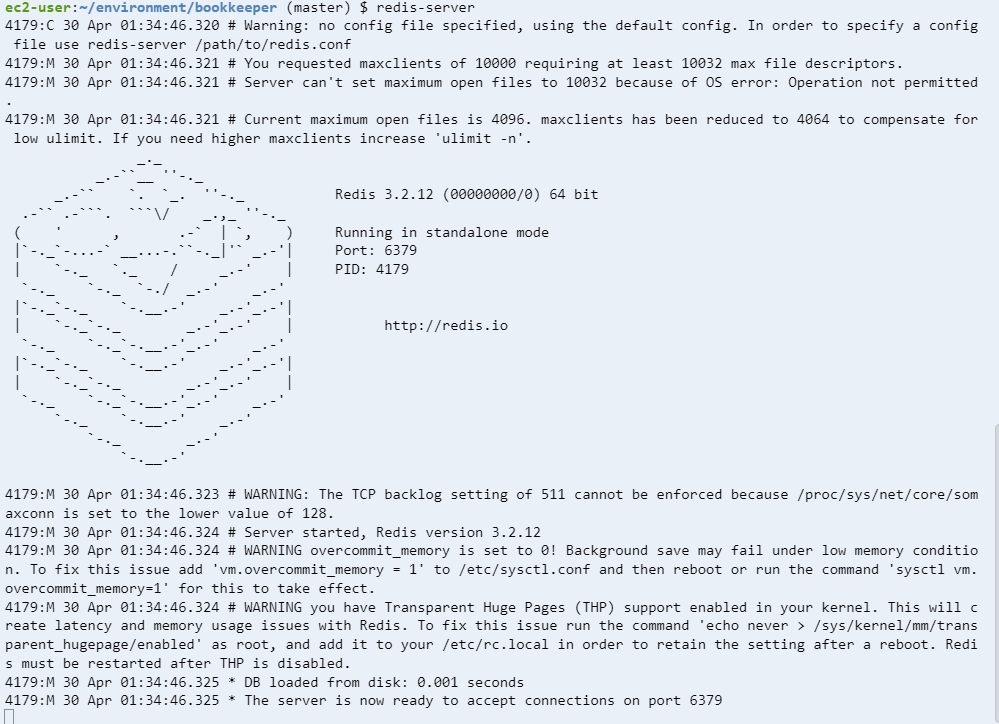 ec2-user:~/environment/bookkeeper (master) $ redis-server
4179:C 30 Apr 01:34:46.320 # Warning: no config file specified, using the default config. In order to specify a config
 file use redis-server /path/to/redis.conf
4179:M 30 Apr 01:34:46.321 # You requested maxclients of 10000 requiring at least 10032 max file descriptors.
4179:M 30 Apr 01:34:46.321 # Server can't set maximum open files to 10032 because of OS error: Operation not permitted
.
4179:M 30 Apr 01:34:46.321 # Current maximum open files is 4096. maxclients has been reduced to 4064 to compensate for
 low ulimit. If you need higher maxclients increase 'ulimit -n'.
Redis 3.2.12 (00000000/0) 64 bit
Running in standalone mode
Port: 6379
PID: 4179
http://redis.io
4179:M 30 Apr 01:34:46.323 # WARNING: The TCP backlog setting of 511 cannot be enforced because /proc/sys/net/core/som
axconn is set to the lower value of 128.
4179:M 30 Apr 01:34:46.324 # Server started, Redis version 3.2.12
4179:M 30 Apr 01:34:46.324 # WARNING overcommit_memory is set to 0! Background save may fail under low memory conditio
n. To fix this issue add 'vm.overcommit_memory = 1' to /etc/sysctl.conf and then reboot or run the command 'sysctl vm.
overcommit_memory=1' for this to take effect.
4179:M 30 Apr 01:34:46.324 # WARNING you have Transparent Huge Pages (THP) support enabled in your kernel. This will c
reate latency and memory usage issues with Redis. To fix this issue run the command 'echo never > /sys/kernel/mm/trans
parent_hugepage/enabled' as root, and add it to your /etc/rc.local in order to retain the setting after a reboot. Redi
s must be restarted after THP is disabled.
4179:M 30 Apr 01:34:46.325 * DB loaded from disk: 0.001 seconds
4179:M 30 Apr 01:34:46.325 * The server is now ready to accept connections on port 6379